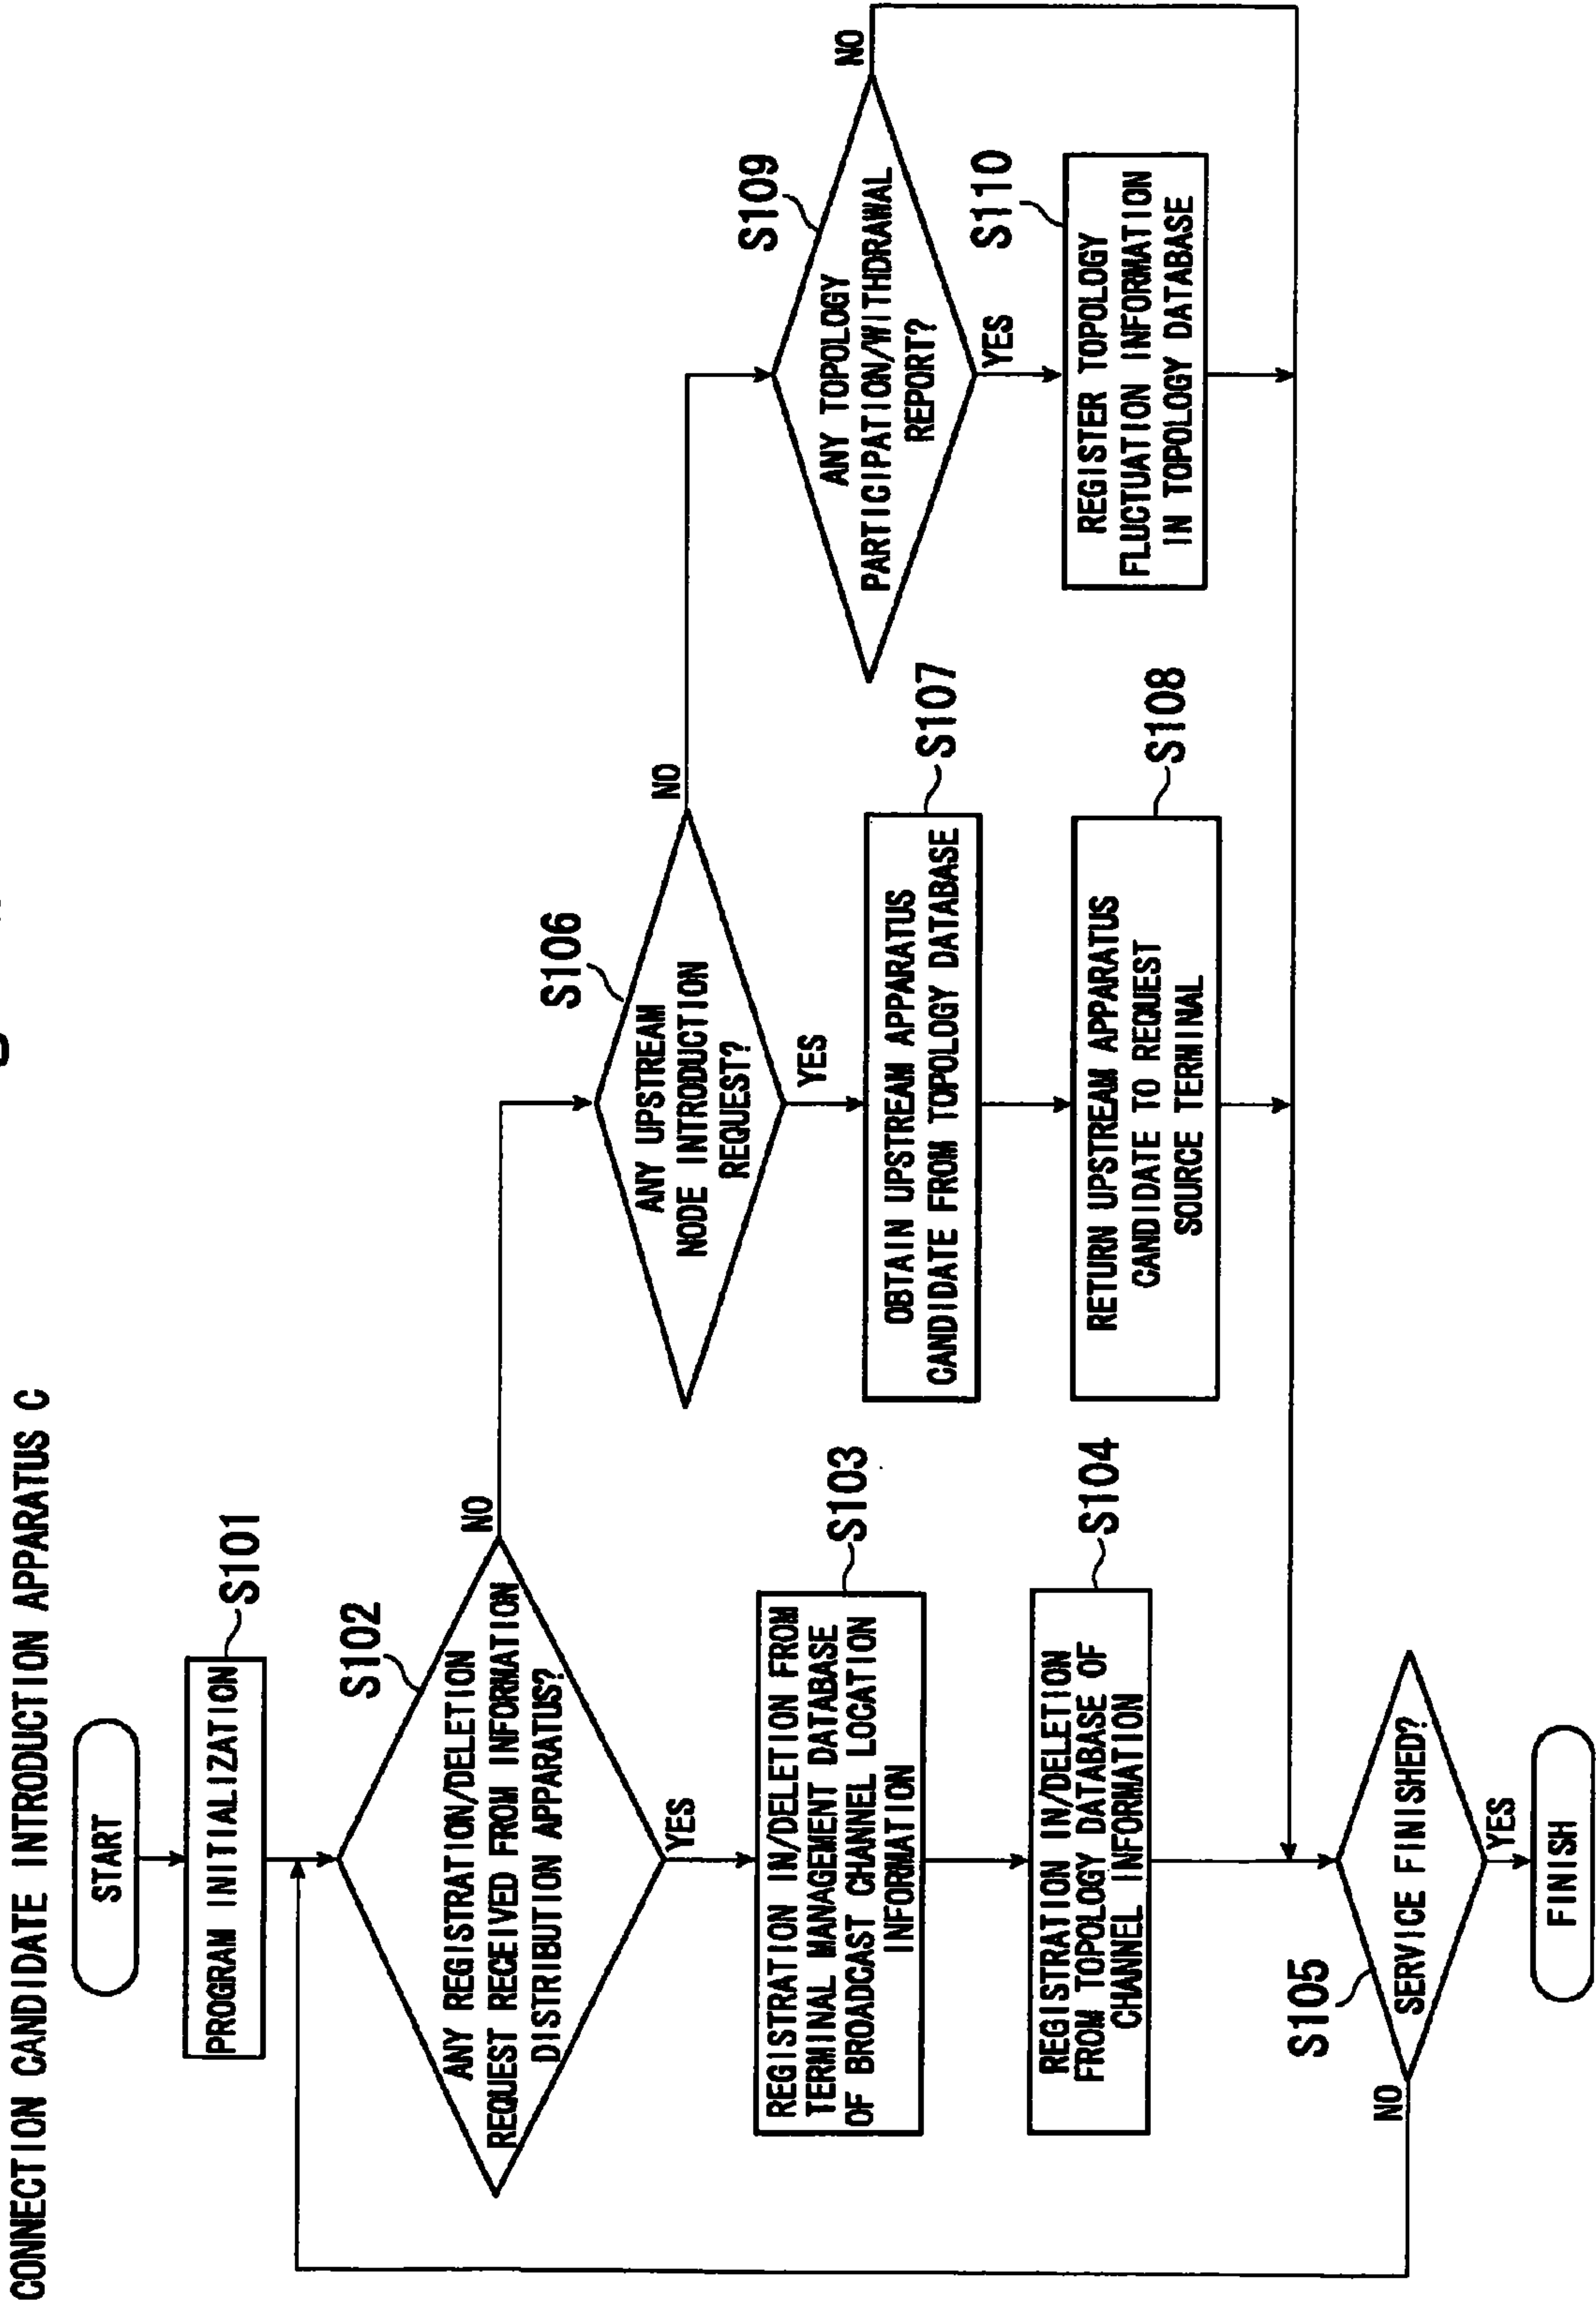 CONNECTION CANDIDATE INTRODUCTION APPARATUS C
START
PROGRAM INITIALIZATION
S101
S102
ANY REGISTRATION/DELETION
REQUEST RECEIVED FROM INFORMATION
DISTRIBUTION APPARATUS?
NO
YES
REGISTRATION IN/DELETION FROM
TERMINAL MANAGEMENT DATABASE
OF BROADCAST CHANNEL LOCATION
INFORMATION
S103
REGISTRATION IN/DELETION
FROM TOPOLOGY DATABASE OF
CHANNEL INFORMATION
S104
S105
SERVICE FINISHED?
NO
YES
FINISH
S106
ANY UPSTREAM
NODE INTRODUCTION
REQUEST?
NO
YES
OBTAIN UPSTREAM APPARATUS
CANDIDATE FROM TOPOLOGY DATABASE
S107
RETURN UPSTREAM APPARATUS
CANDIDATE TO REQUEST
SOURCE TERMINAL
S108
S109
ANY TOPOLOGY
PARTICIPATION/WITHDRAWAL
REPORT?
NO
YES
S110
REGISTER TOPOLOGY
FLUCTUATION INFORMATION
IN TOPOLOGY DATABASE